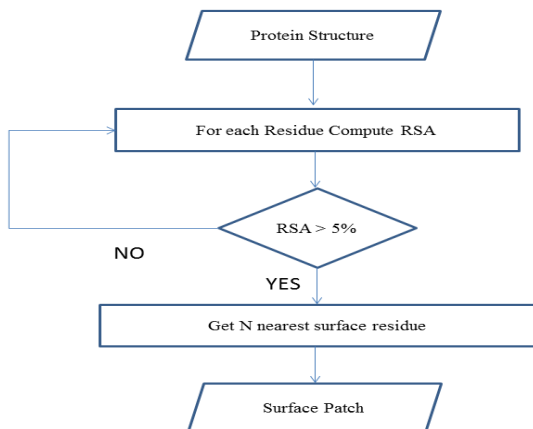 Protein Structure
For each Residue Compute RSA
RSA > 5%
NO
YES
Get N nearest surface residue
Surface Patch